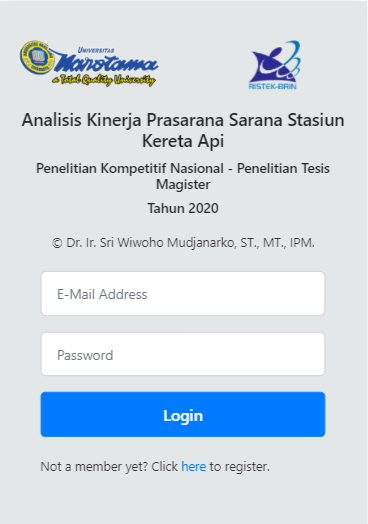 UNIVERSITAS
Narotama
a Total Quality University
RISTEK-BRIN
Analisis Kinerja Prasarana Sarana Stasiun
Kereta Api
Penelitian Kompetitif Nasional - Penelitian Tesis
Magister
Tahun 2020
© Dr. Ir. Sri Wiwoho Mudjanarko, ST., MT., IPM.
E-Mail Address
Password
Login
Not a member yet? Click here to register.